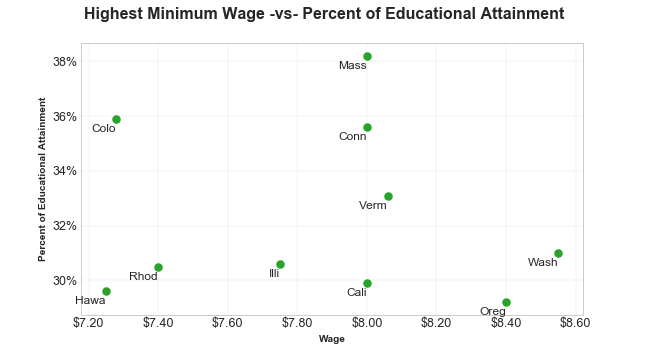 Highest Minimum Wage -vs- Percent of Educational Attainment
Percent of Educational Attainment
38%
36%
34%
32%
30%
Mass
Colo
Conn
Verm
Wash
Illi
Rhod
Cali
Hawa
Oreg
$7.20 $7.40 $7.60 $7.80 $8.00 $8.20 $8.40 $8.60
Wage